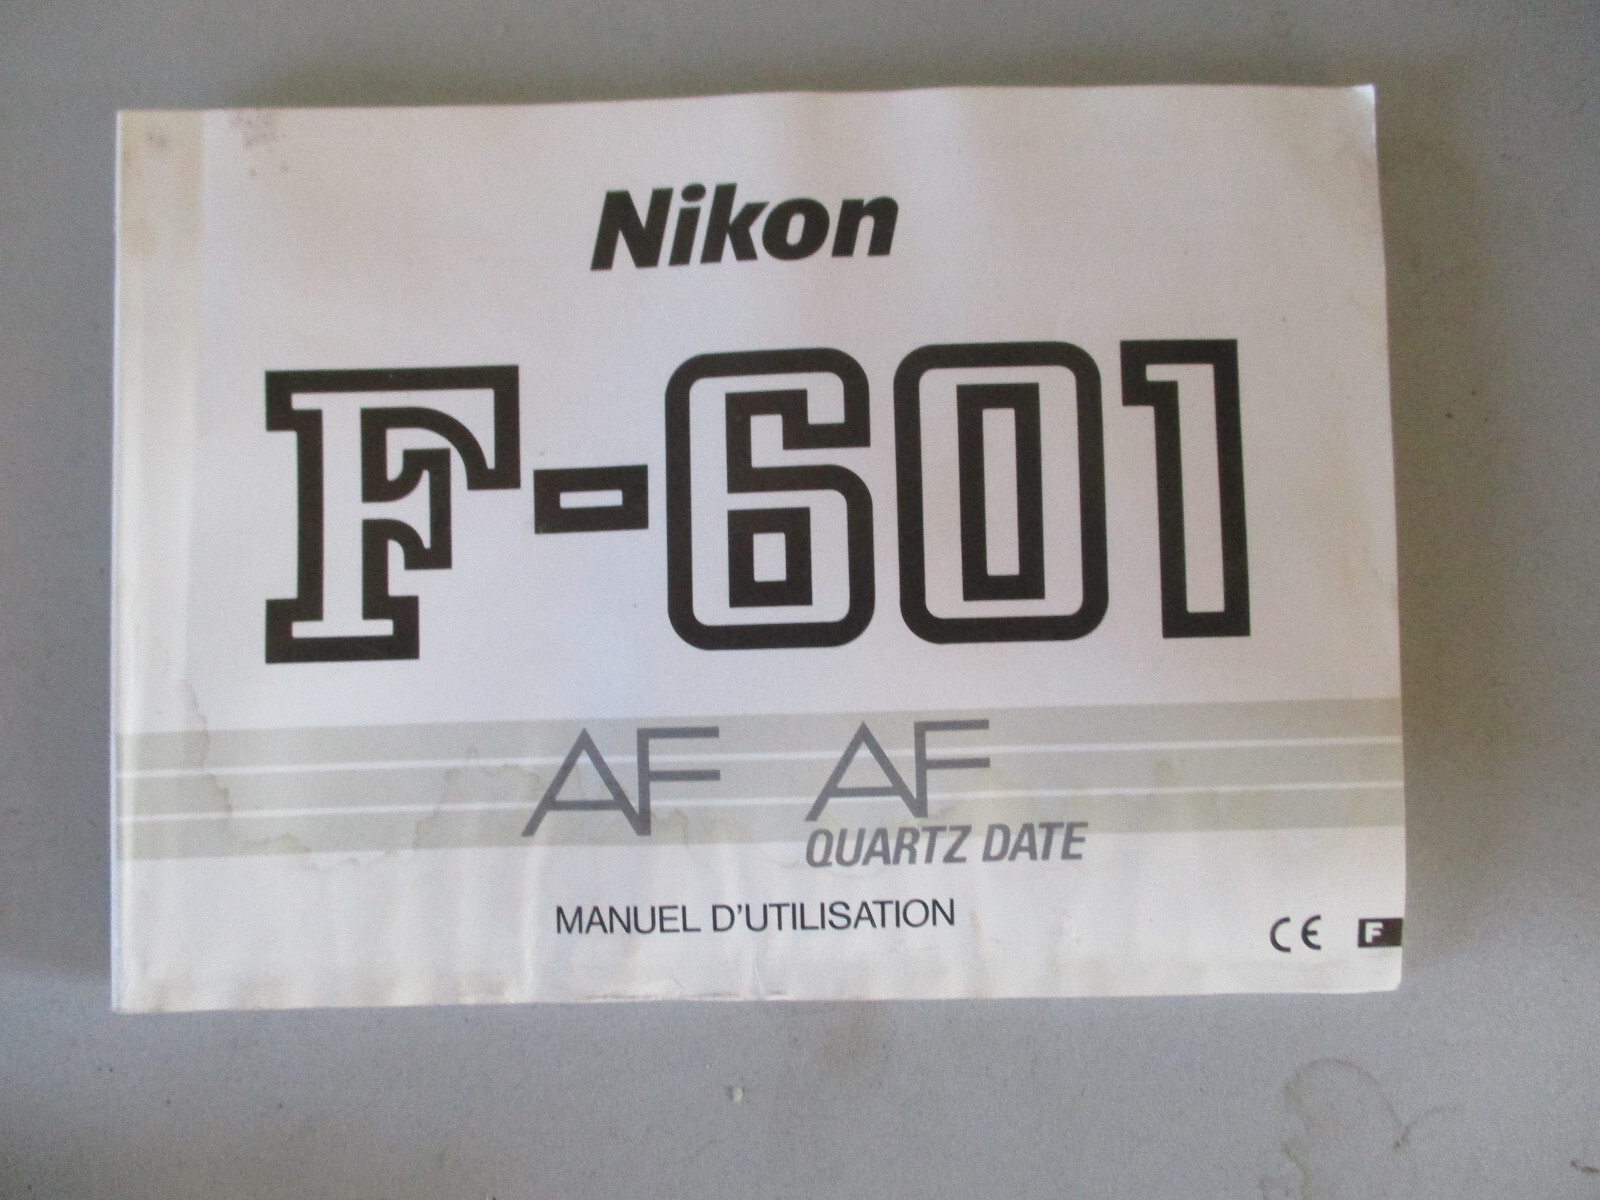 Nikon
F-601
AF AF
QUARTZ DATE
MANUEL D'UTILISATION
CE F